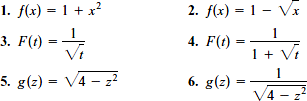 1. f(x) = 1 + x²
2. f(x) = 1 − √x
3. F(t) = 1/√t
4. F(t) = 1/(1 + √t)
5. g(z) = √(4 − z²)
6. g(z) = 1/√(4 − z²)